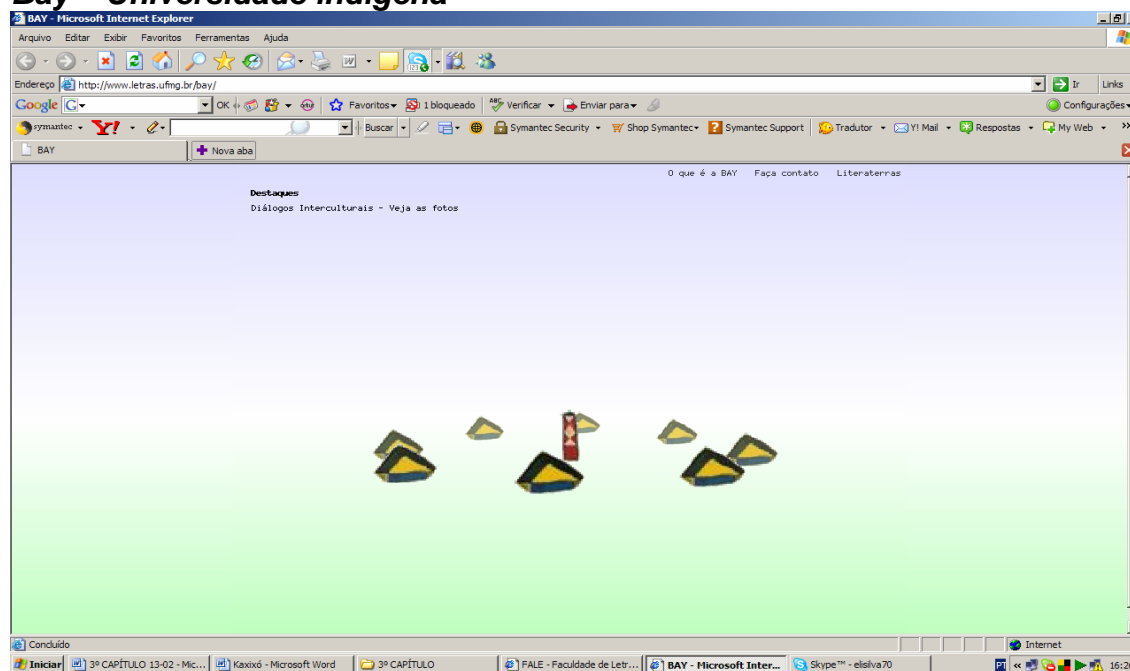 Bay – Universidade Indígena
BAY - Microsoft Internet Explorer
Arquivo Editar Exibir Favoritos Ferramentas Ajuda
Endereço http://www.letras.ufmg.br/bay/ Ir Links
Google G OK Favoritos 1 bloqueado ABC Verificar Enviar para Configurações
symantec Y! Buscar Symantec Security Shop Symantec Symantec Support Tradutor Y! Mail Respostas My Web
BAY Nova aba
O que é a BAY Faça contato Literaterras
Destaques
Diálogos Interculturais - Veja as fotos
Concluído Internet
Iniciar 3º CAPÍTULO 13-02 - Mic... Kaxixó - Microsoft Word 3º CAPÍTULO FALE - Faculdade de Letr... BAY - Microsoft Inter... Skype™ - elisilva70 PT